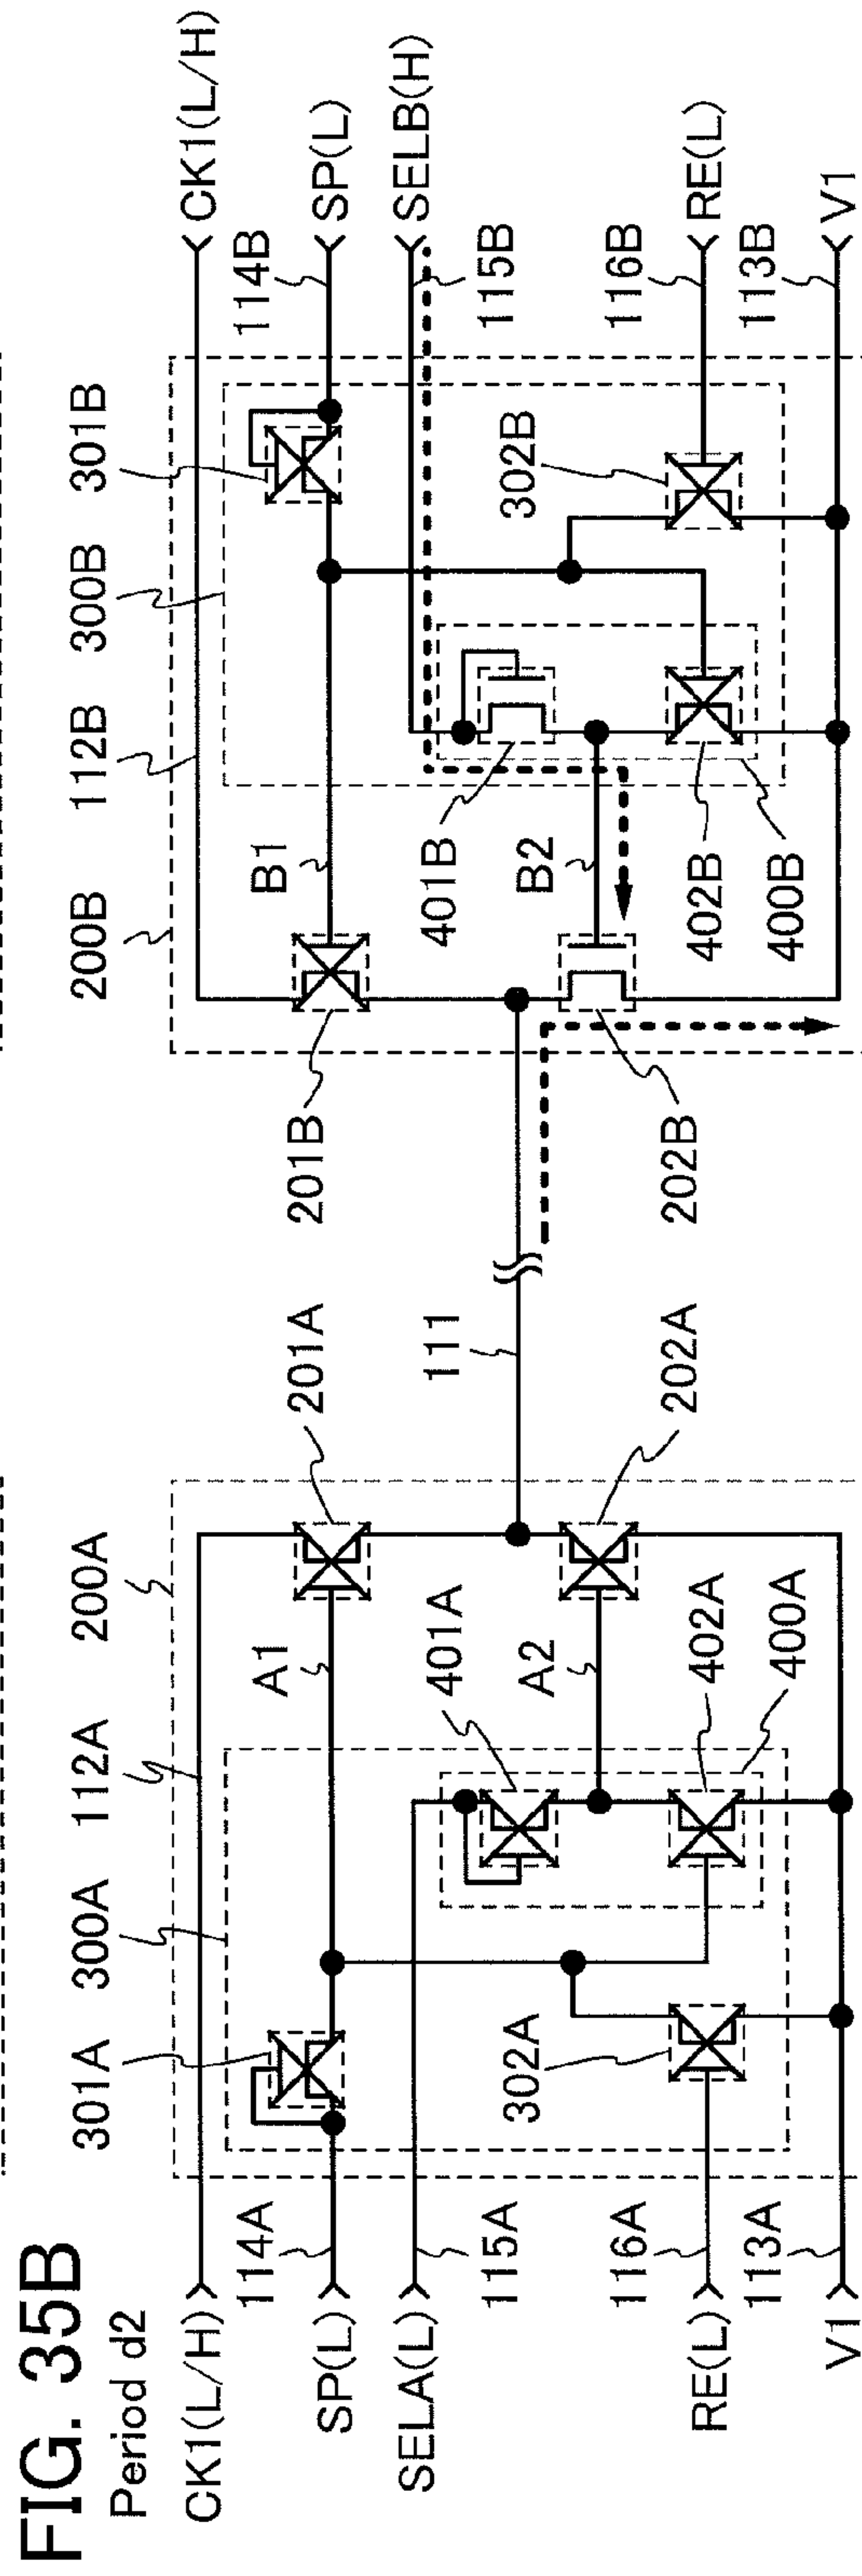 FIG. 35B
Period d2
CK1(L/H)
SP(L)
SELA(L)
RE(L)
V1
114A
115A
116A
113A
301A
300A
112A
200A
302A
A1
401A
A2
402A
400A
201A
202A
111
201B
202B
200B
112B
300B
301B
B1
401B
B2
402B
400B
302B
114B
115B
116B
113B
CK1(L/H)
SP(L)
SELB(H)
RE(L)
V1